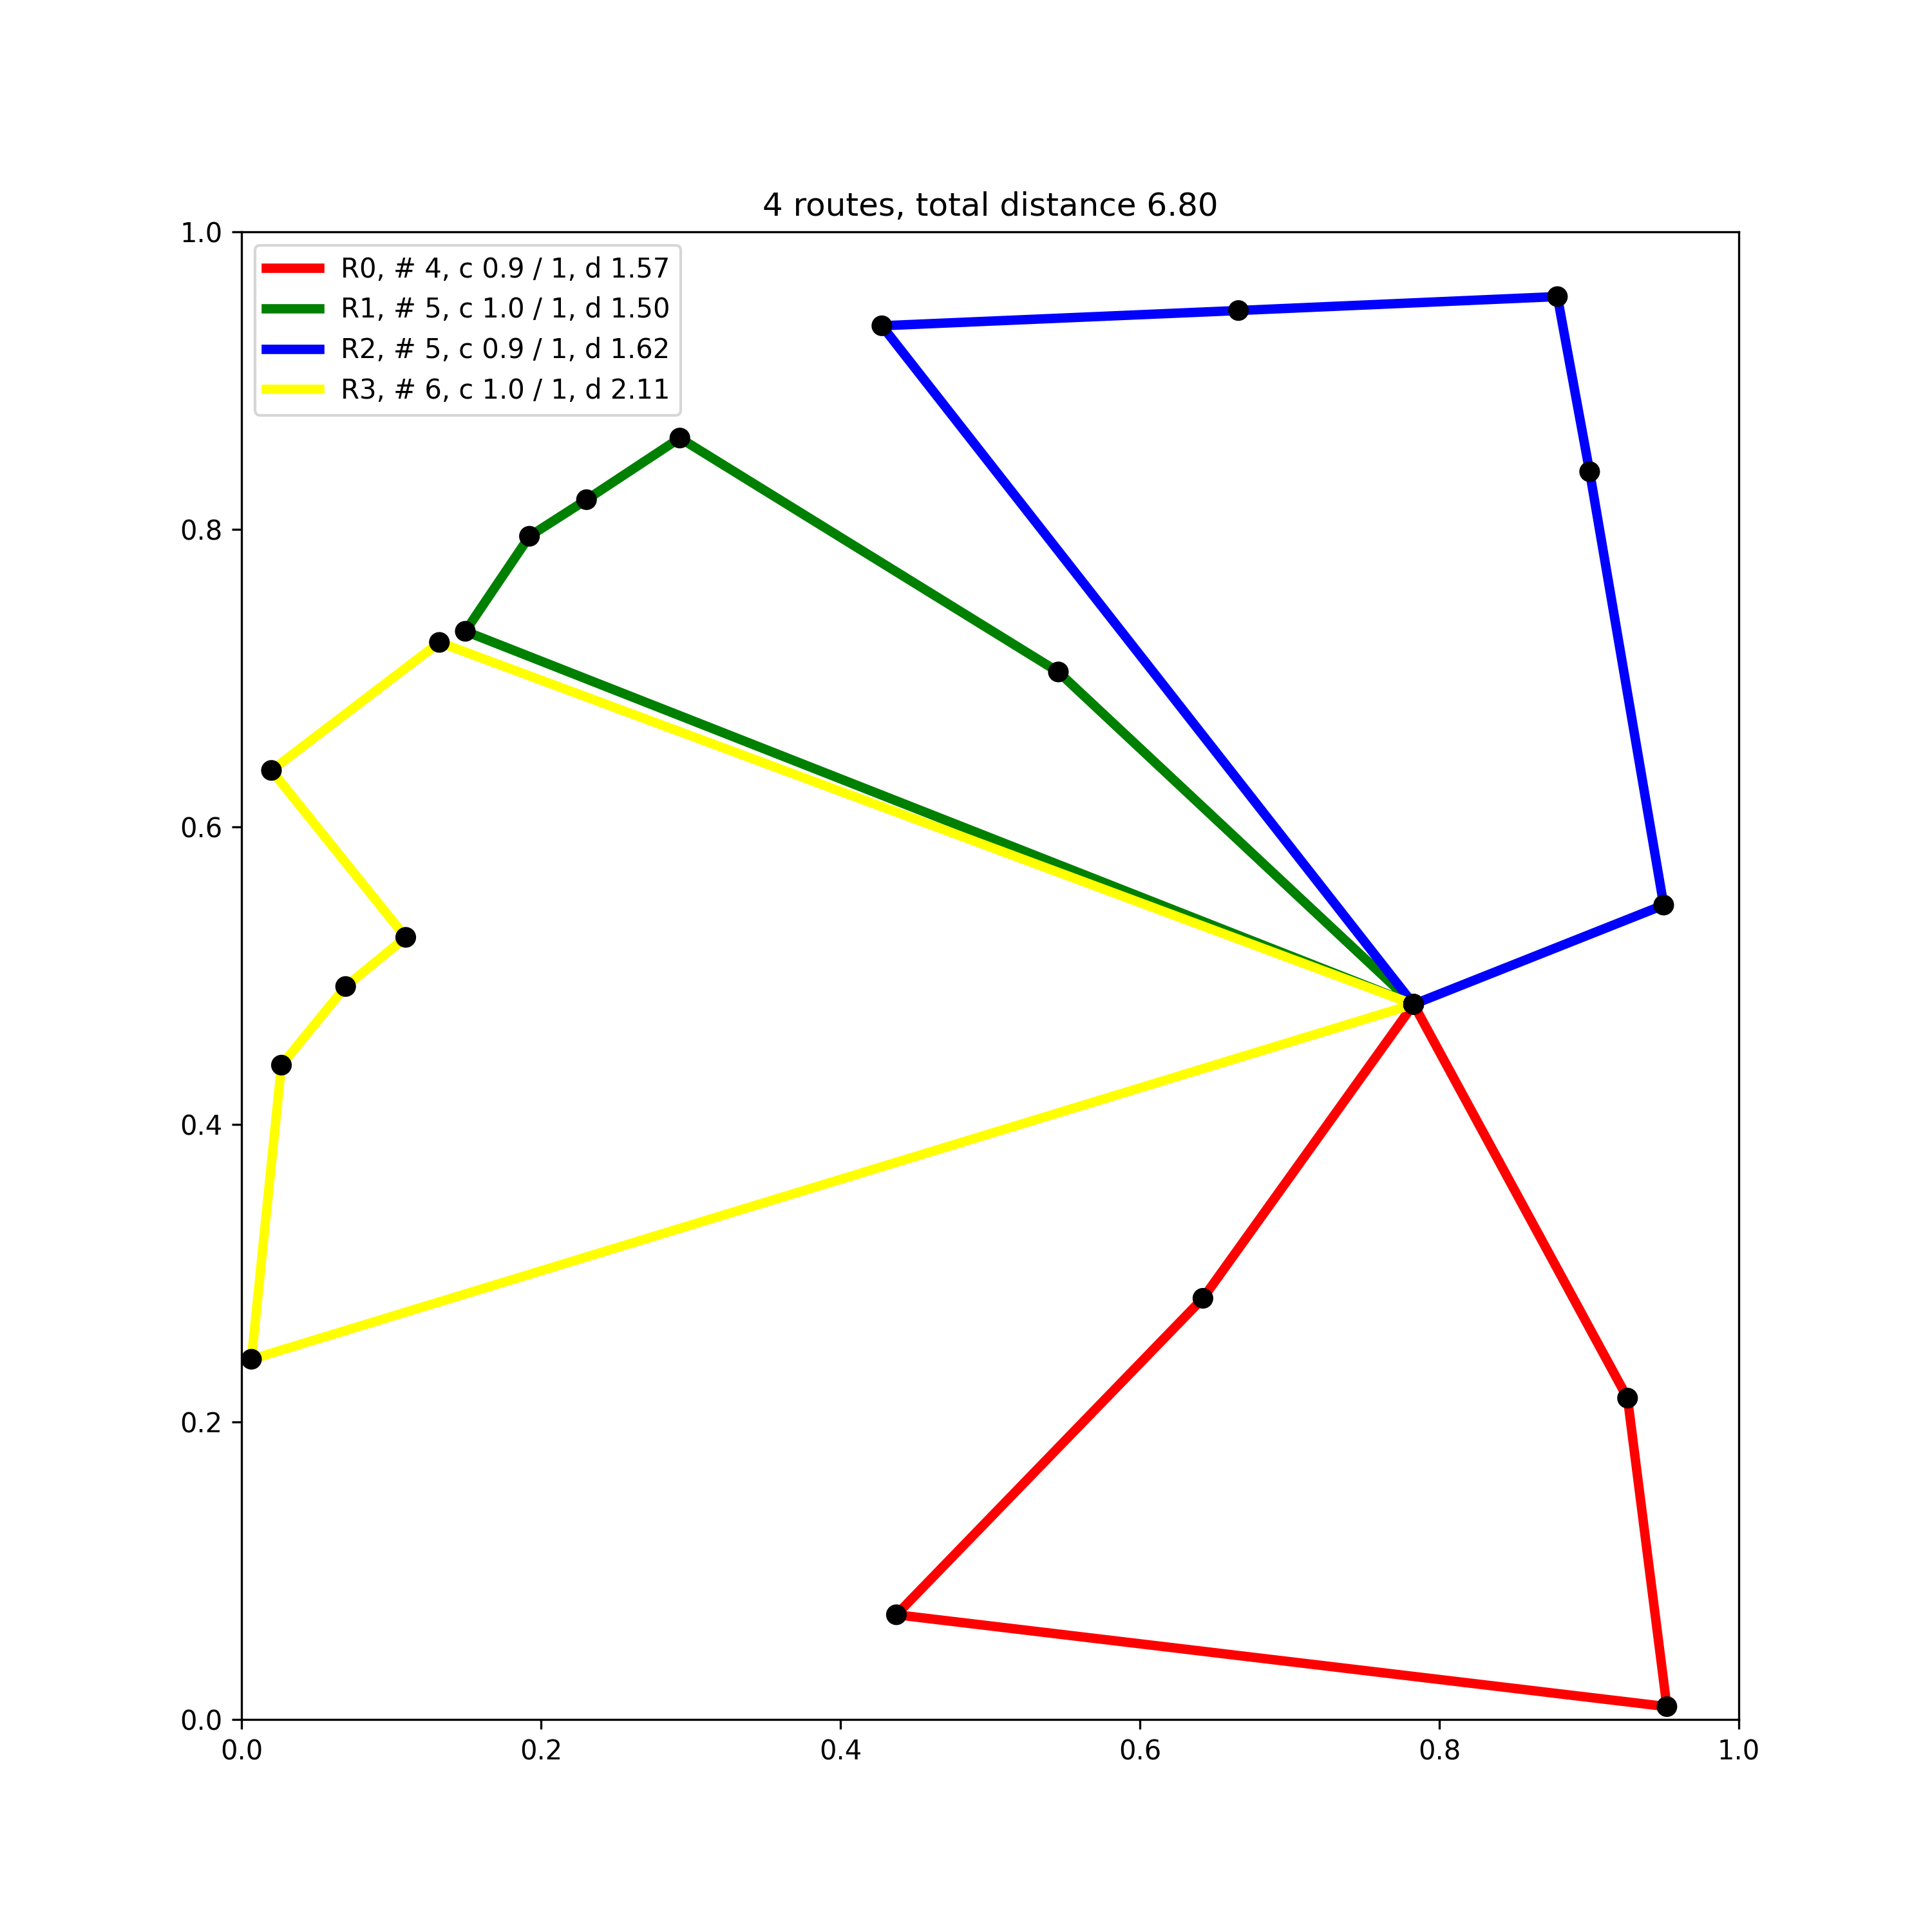 4 routes, total distance 6.80
1.0
R0, # 4, c 0.9 / 1, d 1.57
R1, # 5, c 1.0 / 1, d 1.50
R2, # 5, c 0.9 / 1, d 1.62
R3, # 6, c 1.0 / 1, d 2.11
0.8
0.6
0.4
0.2
0.0
0.0 0.2 0.4 0.6 0.8 1.0